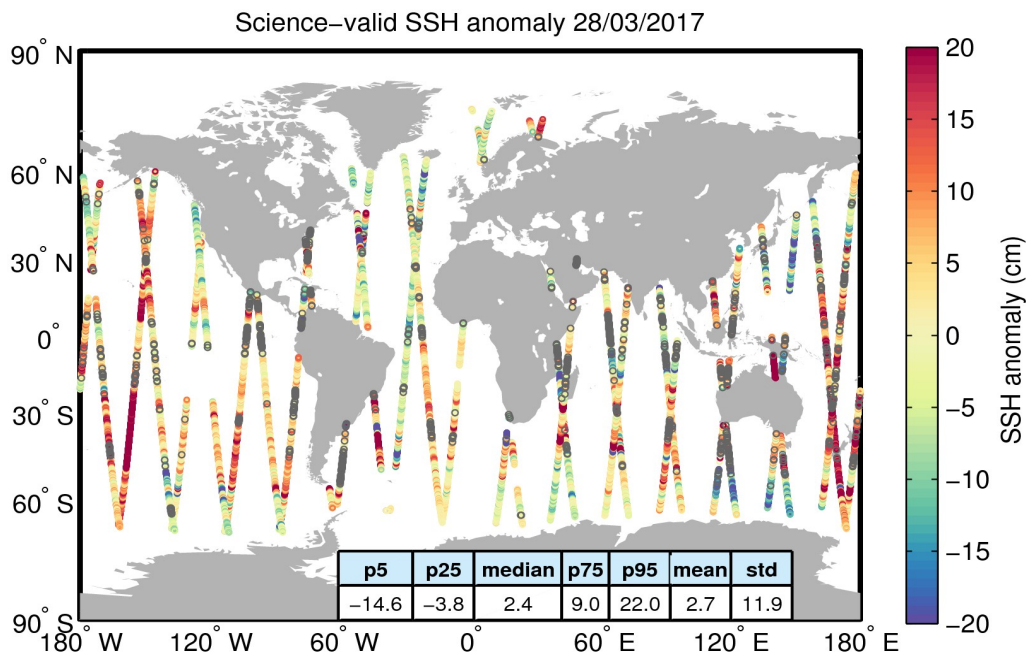 Science−valid SSH anomaly 28/03/2017
90° N
60° N
30° N
0°
30° S
60° S
90° S
180° W
120° W
60° W
0°
60° E
120° E
180° E
p5 p25 median p75 p95 mean std
−14.6 −3.8 2.4 9.0 22.0 2.7 11.9
20
15
10
5
0
−5
−10
−15
−20
SSH anomaly (cm)